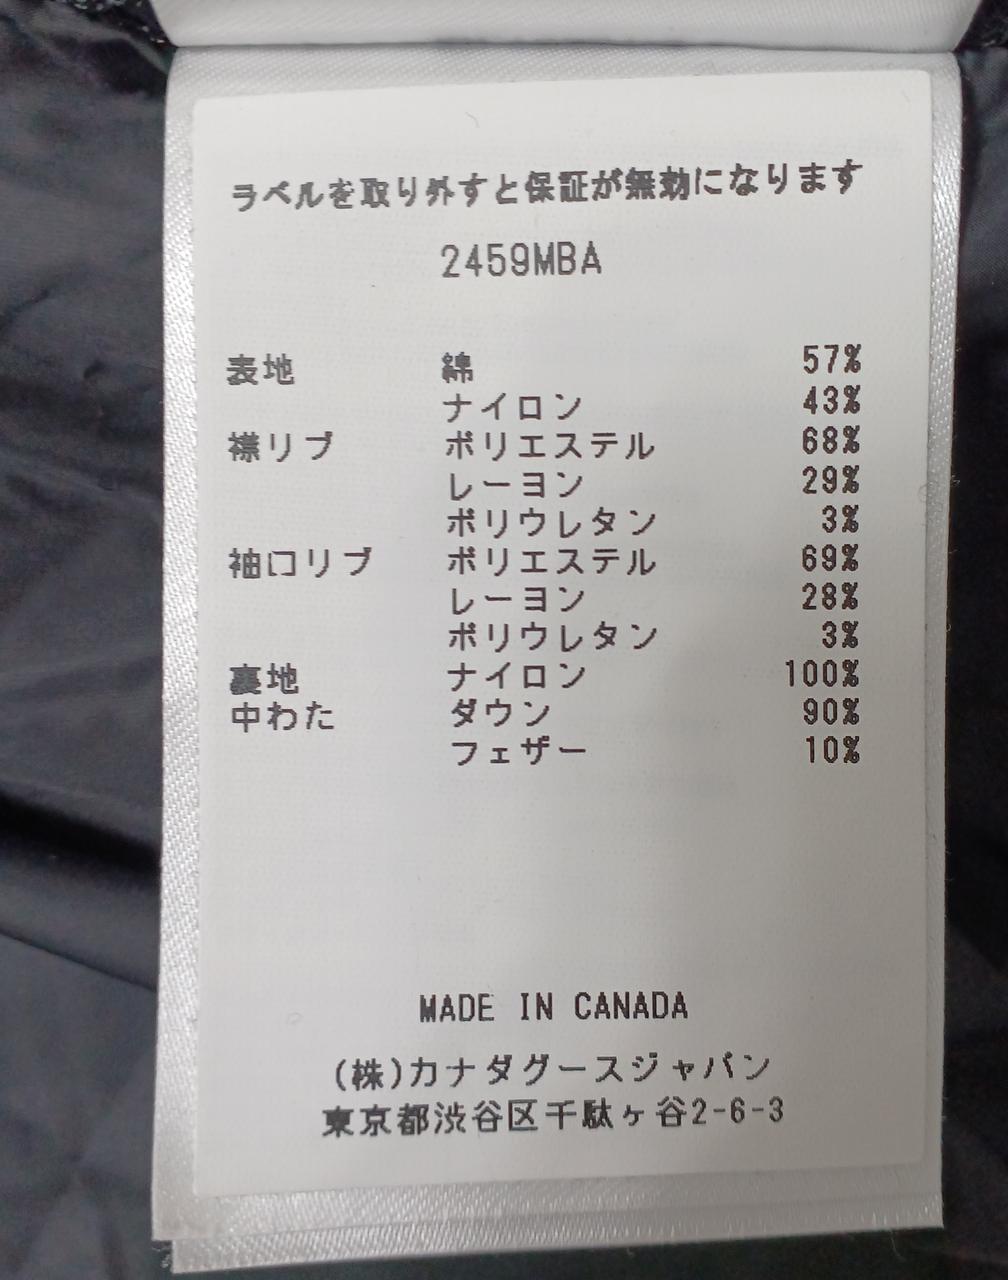 ラベルを取り外すと保証が無効になります
2459MBA
表地 綿 57%
ナイロン 43%
襟リブ ポリエステル 68%
レーヨン 29%
ポリウレタン 3%
袖口リブ ポリエステル 69%
レーヨン 28%
ポリウレタン 3%
裏地 ナイロン 100%
中わた ダウン 90%
フェザー 10%
MADE IN CANADA
(株)カナダグースジャパン
東京都渋谷区千駄ヶ谷2-6-3